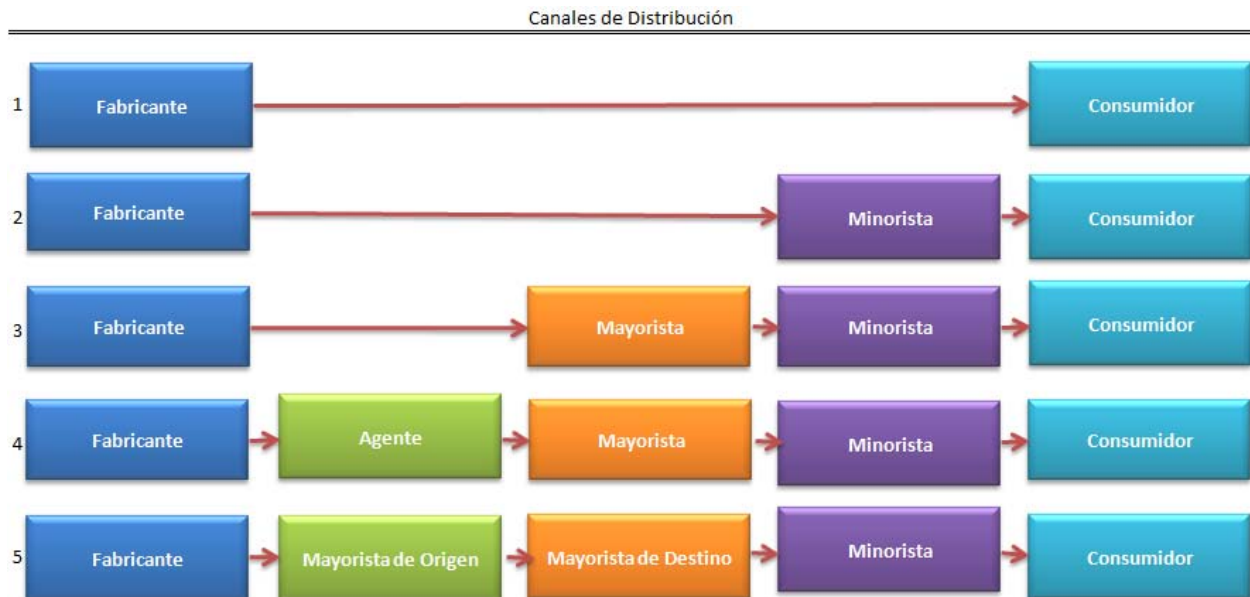 Canales de Distribución
1 Fabricante Consumidor
2 Fabricante Minorista Consumidor
3 Fabricante Mayorista Minorista Consumidor
4 Fabricante Agente Mayorista Minorista Consumidor
5 Fabricante Mayorista de Origen Mayorista de Destino Minorista Consumidor